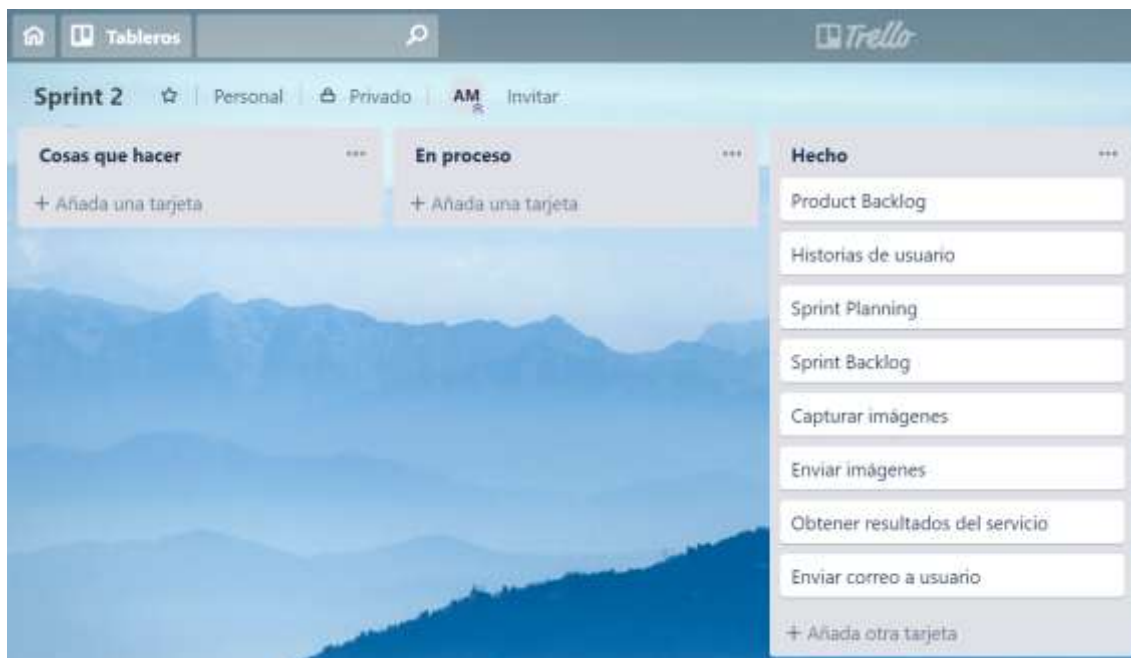 Tableros
Trello
Sprint 2
Personal
Privado
AM
Invitar
Cosas que hacer
+ Añada una tarjeta
En proceso
+ Añada una tarjeta
Hecho
Product Backlog
Historias de usuario
Sprint Planning
Sprint Backlog
Capturar imágenes
Enviar imágenes
Obtener resultados del servicio
Enviar correo a usuario
+ Añada otra tarjeta